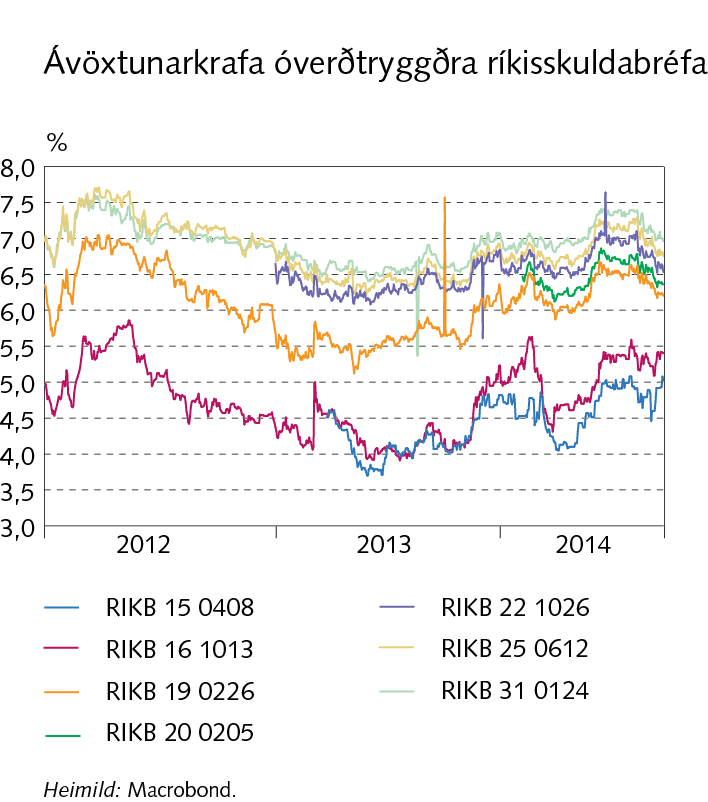 Ávöxtunarkrafa óverðtryggðra ríkisskuldabréfa
%
8,0
7,5
7,0
6,5
6,0
5,5
5,0
4,5
4,0
3,5
3,0
2012 2013 2014
RIKB 15 0408
RIKB 16 1013
RIKB 19 0226
RIKB 20 0205
RIKB 22 1026
RIKB 25 0612
RIKB 31 0124
Heimild: Macrobond.